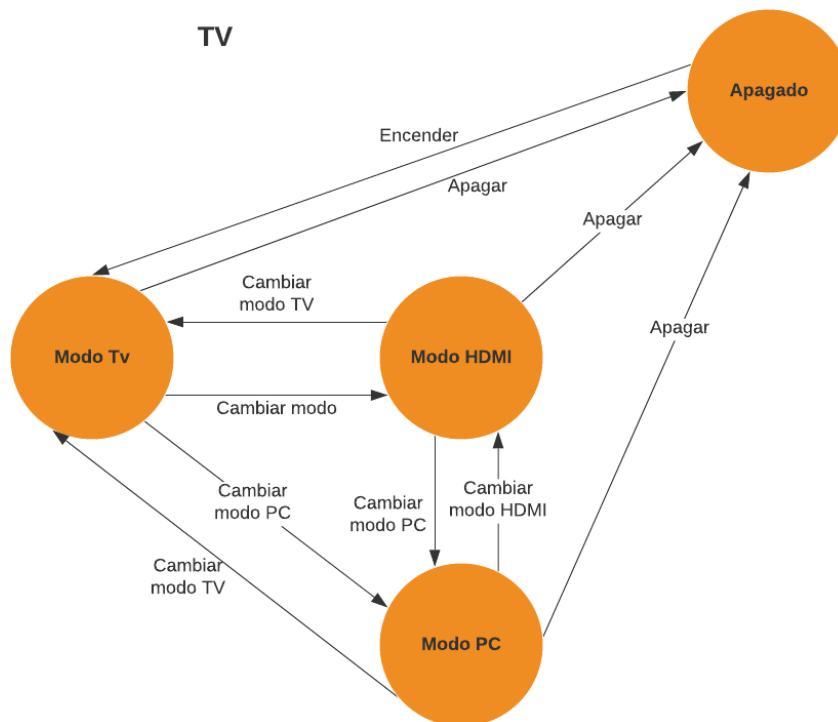 TV
Apagado
Encender
Apagar
Apagar
Cambiar
modo TV
Apagar
Modo Tv
Modo HDMI
Cambiar modo
Cambiar
modo PC
Cambiar
modo PC
Cambiar
modo HDMI
Cambiar
modo TV
Modo PC